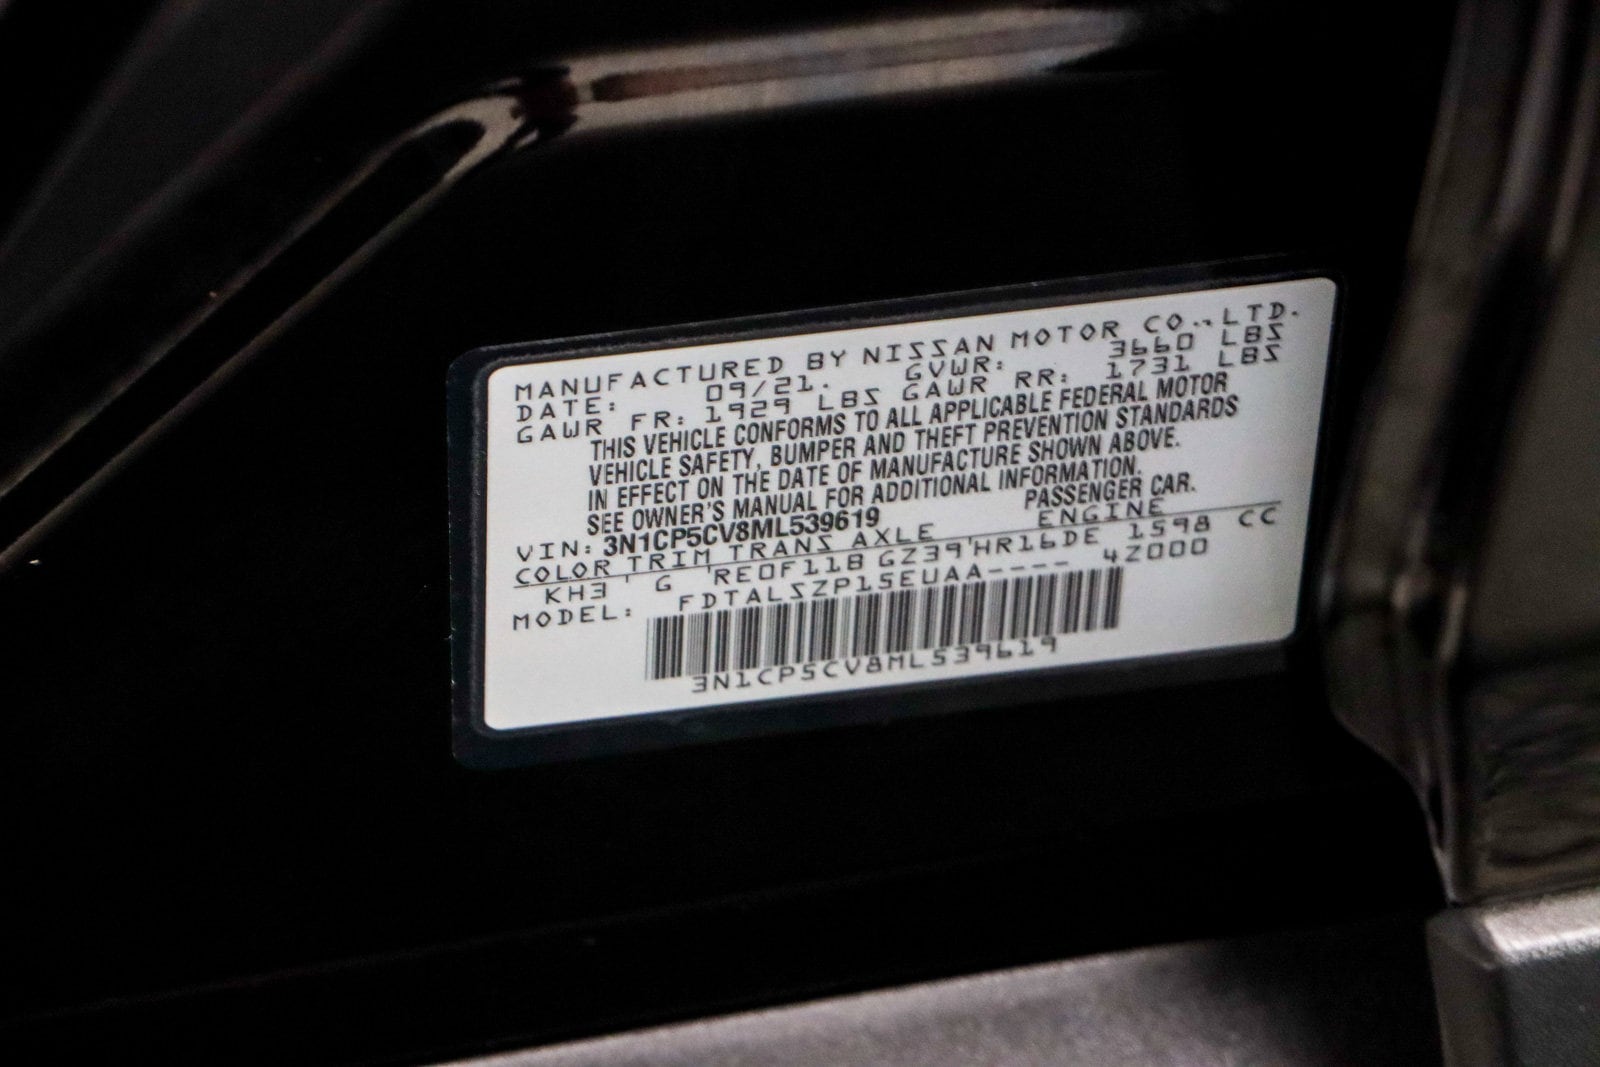 MANUFACTURED BY NISSAN MOTOR CO., LTD.
DATE: 09/21. GVWR: 3660 LBS
GAWR FR: 1929 LBS GAWR RR: 1731 LBS
THIS VEHICLE CONFORMS TO ALL APPLICABLE FEDERAL MOTOR
VEHICLE SAFETY, BUMPER AND THEFT PREVENTION STANDARDS
IN EFFECT ON THE DATE OF MANUFACTURE SHOWN ABOVE.
SEE OWNER'S MANUAL FOR ADDITIONAL INFORMATION.
VIN: 3N1CP5CV8ML539619 PASSENGER CAR.
COLOR TRIM TRANS AXLE ENGINE
KH3 ' G 'RE0F11B GZ39'HR16DE 1598 CC
MODEL: FDTALSZP15EUAA---- 4Z000
3N1CP5CV8ML539619